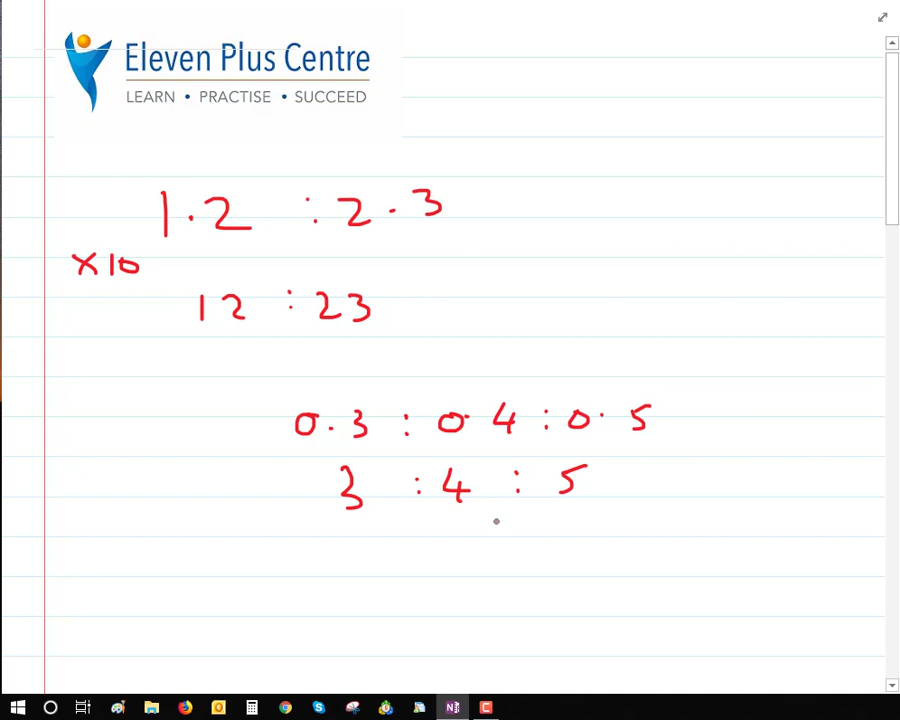 Eleven Plus Centre
LEARN • PRACTISE • SUCCEED
1.2 : 2.3
×10
12 : 23
0.3 : 0.4 : 0.5
3 : 4 : 5